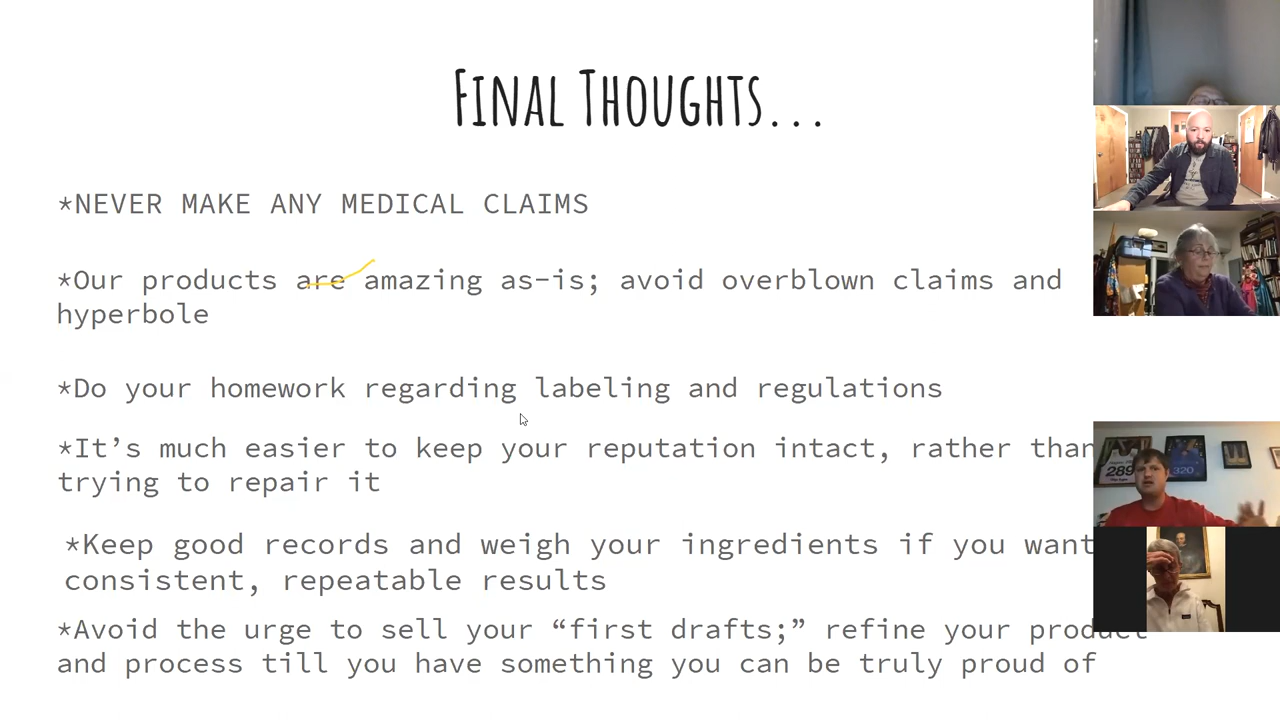 Final Thoughts...
*NEVER MAKE ANY MEDICAL CLAIMS
*Our products are amazing as-is; avoid overblown claims and
hyperbole
*Do your homework regarding labeling and regulations
*It’s much easier to keep your reputation intact, rather than
trying to repair it
*Keep good records and weigh your ingredients if you want
consistent, repeatable results
*Avoid the urge to sell your “first drafts;” refine your product
and process till you have something you can be truly proud of
289
320